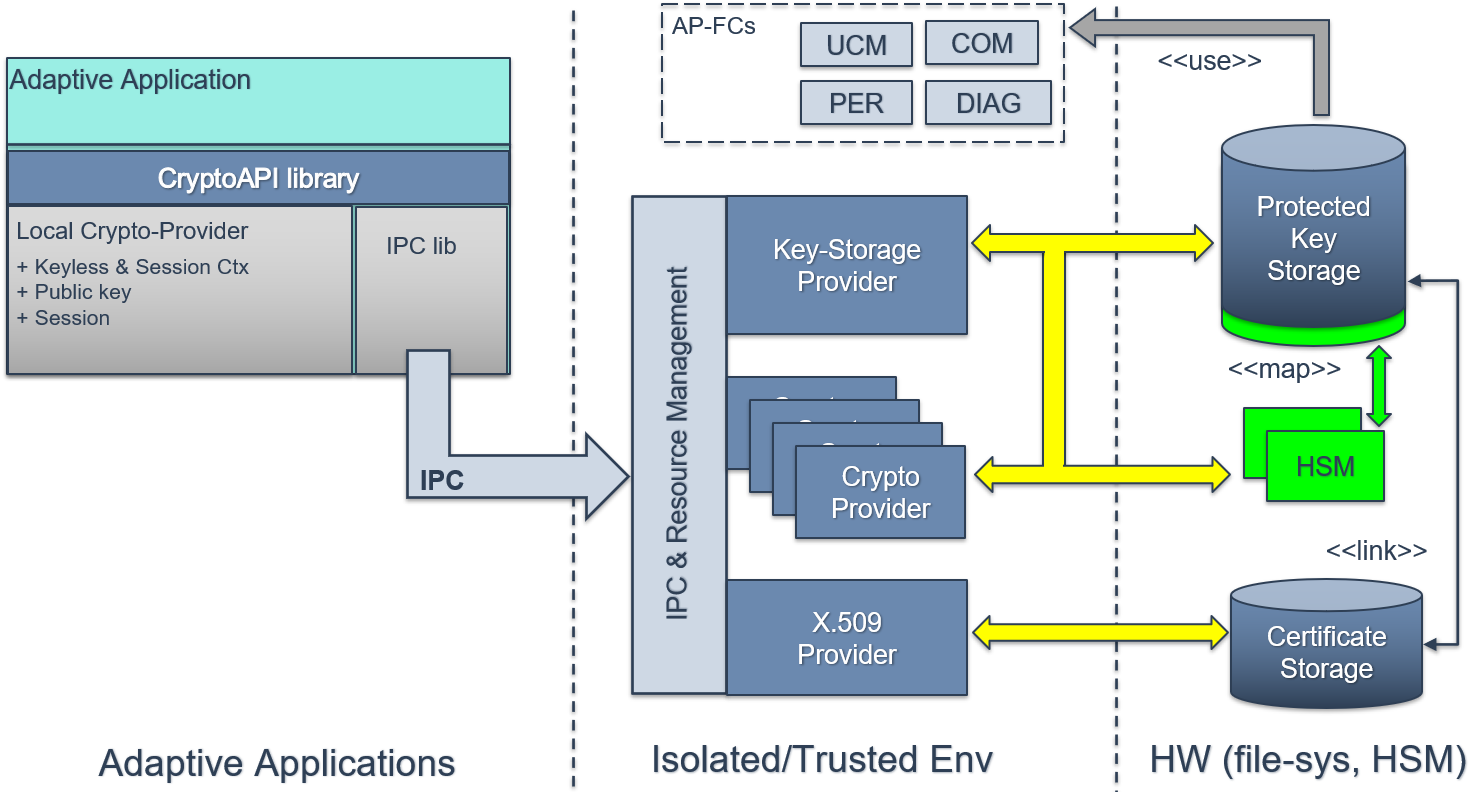 Adaptive Application
CryptoAPI library
Local Crypto-Provider
+ Keyless & Session Ctx
+ Public key
+ Session
IPC lib
IPC
Adaptive Applications
AP-FCs
UCM
COM
PER
DIAG
IPC & Resource Management
Key-Storage
Provider
Crypto
Provider
X.509
Provider
Isolated/Trusted Env
<<use>>
Protected
Key
Storage
<<map>>
HSM
<<link>>
Certificate
Storage
HW (file-sys, HSM)